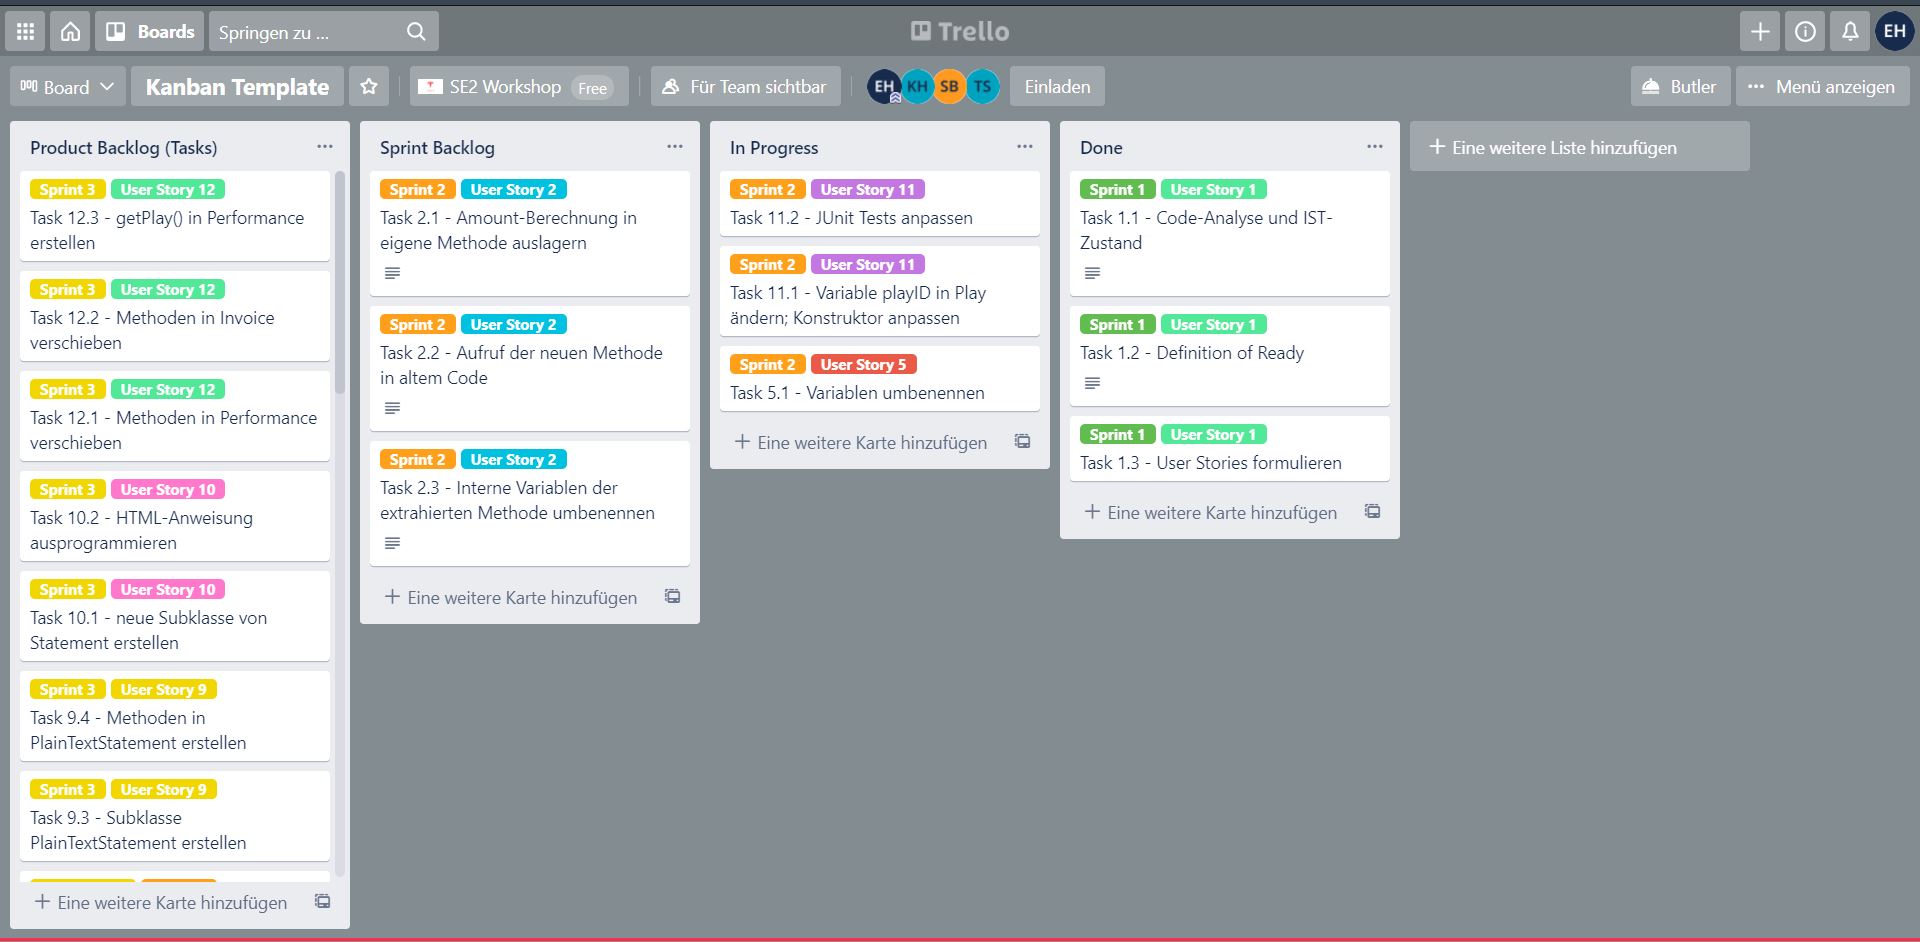 Boards
Springen zu ...
Trello
EH
Board
Kanban Template
SE2 Workshop
Free
Für Team sichtbar
EH
KH
SB
TS
Einladen
Butler
Menü anzeigen
Product Backlog (Tasks)
Sprint 3 User Story 12
Task 12.3 - getPlay() in Performance
erstellen
Sprint 3 User Story 12
Task 12.2 - Methoden in Invoice
verschieben
Sprint 3 User Story 12
Task 12.1 - Methoden in Performance
verschieben
Sprint 3 User Story 10
Task 10.2 - HTML-Anweisung
ausprogrammieren
Sprint 3 User Story 10
Task 10.1 - neue Subklasse von
Statement erstellen
Sprint 3 User Story 9
Task 9.4 - Methoden in
PlainTextStatement erstellen
Sprint 3 User Story 9
Task 9.3 - Subklasse
PlainTextStatement erstellen
+ Eine weitere Karte hinzufügen
Sprint Backlog
Sprint 2 User Story 2
Task 2.1 - Amount-Berechnung in
eigene Methode auslagern
Sprint 2 User Story 2
Task 2.2 - Aufruf der neuen Methode
in altem Code
Sprint 2 User Story 2
Task 2.3 - Interne Variablen der
extrahierten Methode umbenennen
+ Eine weitere Karte hinzufügen
In Progress
Sprint 2 User Story 11
Task 11.2 - JUnit Tests anpassen
Sprint 2 User Story 11
Task 11.1 - Variable playID in Play
ändern; Konstruktor anpassen
Sprint 2 User Story 5
Task 5.1 - Variablen umbenennen
+ Eine weitere Karte hinzufügen
Done
Sprint 1 User Story 1
Task 1.1 - Code-Analyse und IST-
Zustand
Sprint 1 User Story 1
Task 1.2 - Definition of Ready
Sprint 1 User Story 1
Task 1.3 - User Stories formulieren
+ Eine weitere Karte hinzufügen
+ Eine weitere Liste hinzufügen